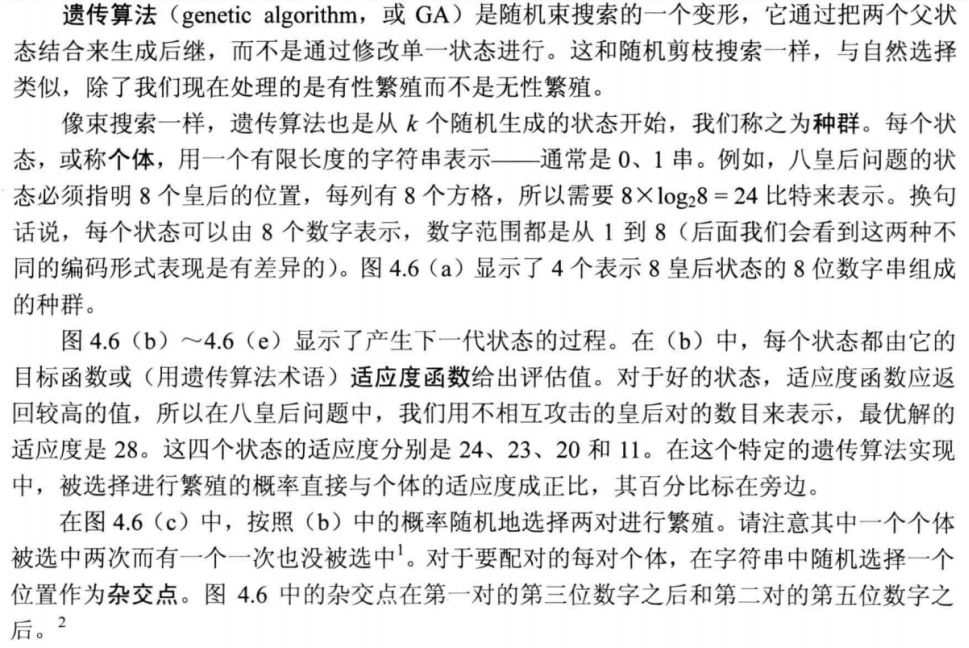 遗传算法（genetic algorithm，或 GA）是随机束搜索的一个变形，它通过把两个父状
态结合来生成后继，而不是通过修改单一状态进行。这和随机剪枝搜索一样，与自然选择
类似，除了我们现在处理的是有性繁殖而不是无性繁殖。
像束搜索一样，遗传算法也是从 k 个随机生成的状态开始，我们称之为种群。每个状
态，或称个体，用一个有限长度的字符串表示——通常是 0、1 串。例如，八皇后问题的状
态必须指明 8 个皇后的位置，每列有 8 个方格，所以需要 8×log₂8 = 24 比特来表示。换句
话说，每个状态可以由 8 个数字表示，数字范围都是从 1 到 8（后面我们会看到这两种不
同的编码形式表现是有差异的）。图 4.6（a）显示了 4 个表示 8 皇后状态的 8 位数字串组成
的种群。
图 4.6（b）～4.6（e）显示了产生下一代状态的过程。在（b）中，每个状态都由它的
目标函数或（用遗传算法术语）适应度函数给出评估值。对于好的状态，适应度函数应返
回较高的值，所以在八皇后问题中，我们用不相互攻击的皇后对的数目来表示，最优解的
适应度是 28。这四个状态的适应度分别是 24、23、20 和 11。在这个特定的遗传算法实现
中，被选择进行繁殖的概率直接与个体的适应度成正比，其百分比标在旁边。
在图 4.6（c）中，按照（b）中的概率随机地选择两对进行繁殖。请注意其中一个个体
被选中两次而有一个一次也没被选中¹。对于要配对的每对个体，在字符串中随机选择一个
位置作为杂交点。图 4.6 中的杂交点在第一对的第三位数字之后和第二对的第五位数字之
后。²